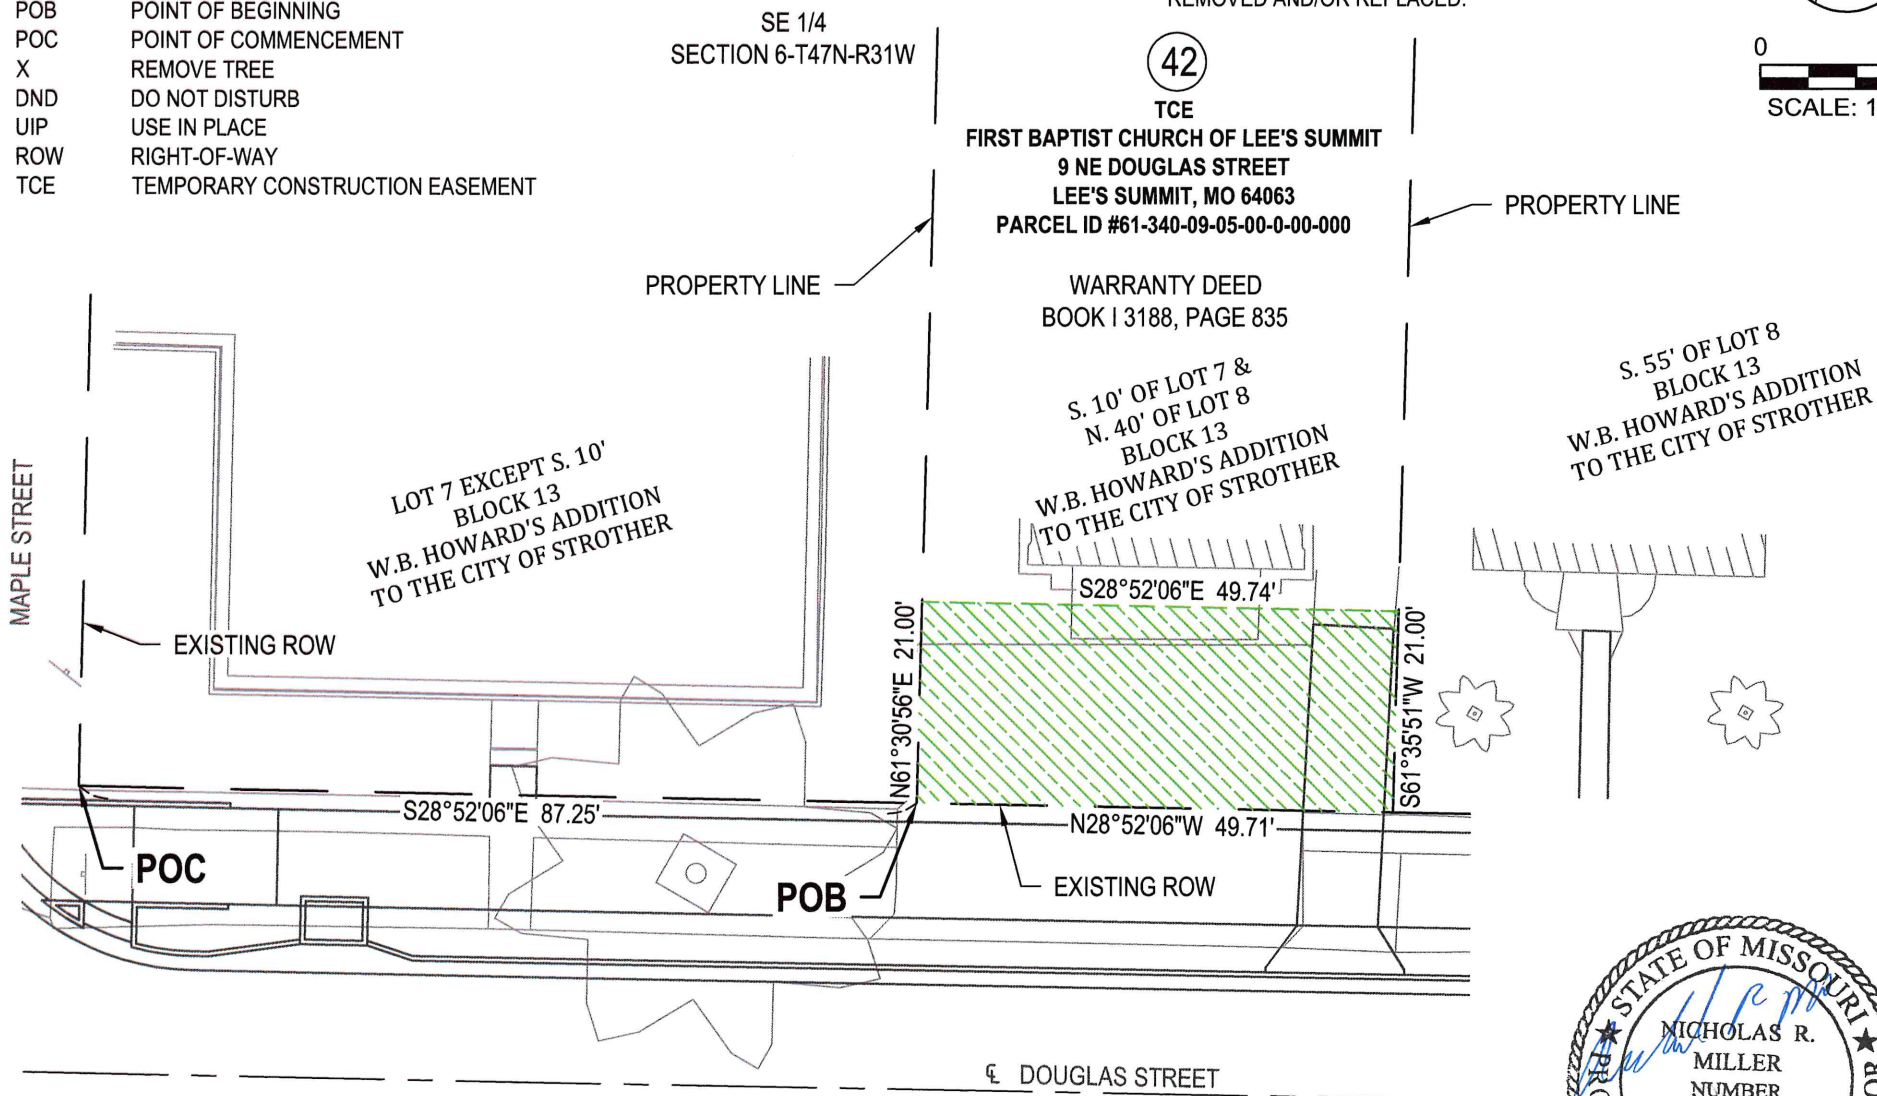 POB POINT OF BEGINNING
POC POINT OF COMMENCEMENT
X REMOVE TREE
DND DO NOT DISTURB
UIP USE IN PLACE
ROW RIGHT-OF-WAY
TCE TEMPORARY CONSTRUCTION EASEMENT
SE 1/4
SECTION 6-T47N-R31W
REMOVED AND/OR REPLACED.
42
TCE
FIRST BAPTIST CHURCH OF LEE'S SUMMIT
9 NE DOUGLAS STREET
LEE'S SUMMIT, MO 64063
PARCEL ID #61-340-09-05-00-0-00-000
WARRANTY DEED
BOOK I 3188, PAGE 835
0
SCALE: 1
PROPERTY LINE
PROPERTY LINE
S. 10' OF LOT 7 &
N. 40' OF LOT 8
BLOCK 13
W.B. HOWARD'S ADDITION
TO THE CITY OF STROTHER
S. 55' OF LOT 8
BLOCK 13
W.B. HOWARD'S ADDITION
TO THE CITY OF STROTHER
LOT 7 EXCEPT S. 10'
BLOCK 13
W.B. HOWARD'S ADDITION
TO THE CITY OF STROTHER
MAPLE STREET
EXISTING ROW
S28°52'06"E 49.74'
N61°30'56"E 21.00'
S61°35'51"W 21.00'
S28°52'06"E 87.25'
N28°52'06"W 49.71'
POC
POB
EXISTING ROW
℄ DOUGLAS STREET
STATE OF MISSOURI
NICHOLAS R.
MILLER
NUMBER